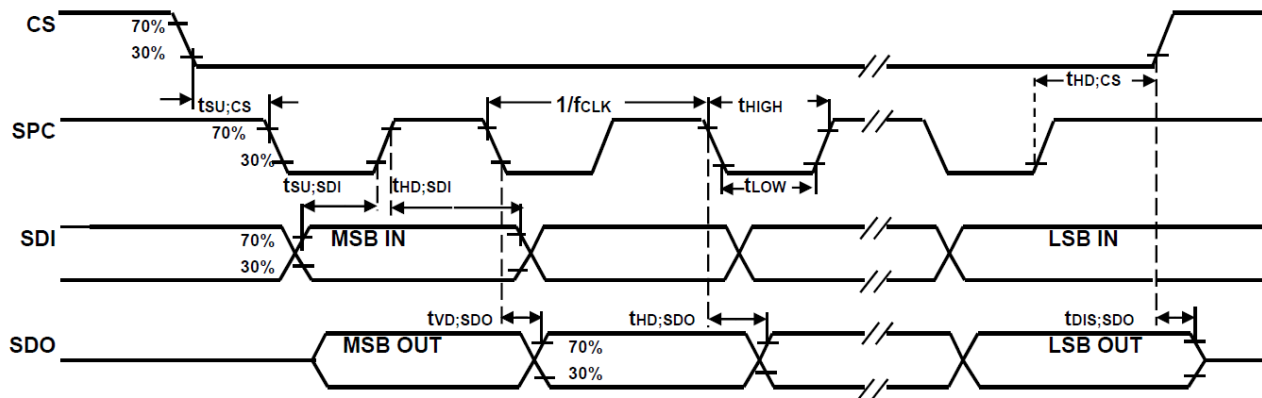 CS
70%
30%
tHD;CS
tSU;CS
1/fCLK
tHIGH
SPC
70%
30%
tLOW
tSU;SDI
tHD;SDI
SDI
70%
30%
MSB IN
LSB IN
tVD;SDO
tHD;SDO
tDIS;SDO
SDO
MSB OUT
70%
30%
LSB OUT